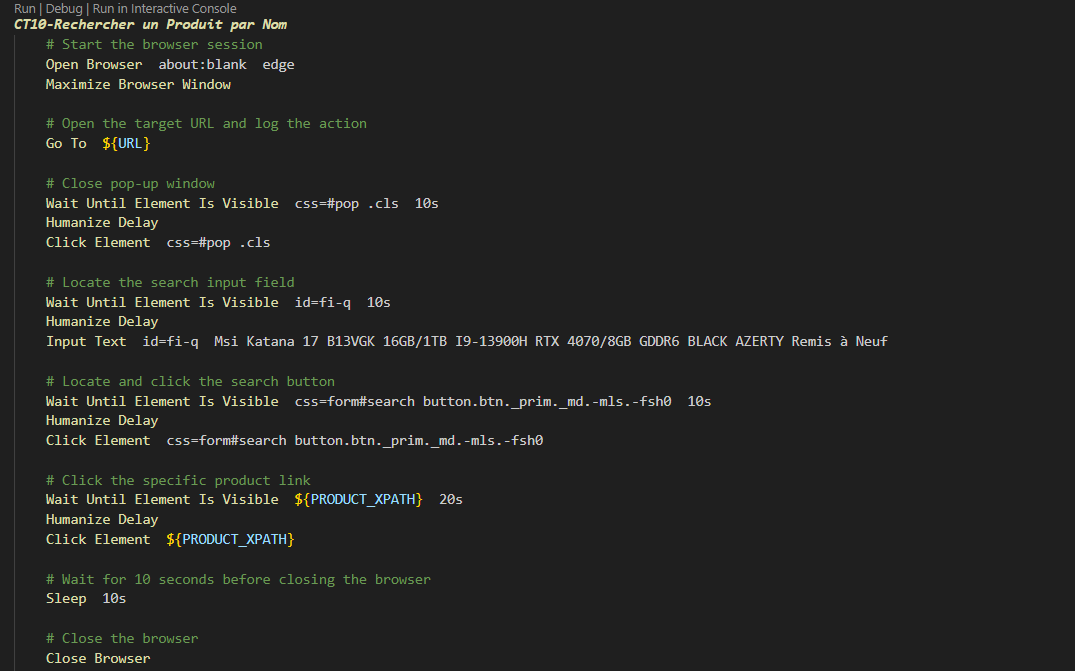 Run | Debug | Run in Interactive Console
CT10-Rechercher un Produit par Nom
# Start the browser session
Open Browser  about:blank  edge
Maximize Browser Window
# Open the target URL and log the action
Go To  ${URL}
# Close pop-up window
Wait Until Element Is Visible  css=#pop .cls  10s
Humanize Delay
Click Element  css=#pop .cls
# Locate the search input field
Wait Until Element Is Visible  id=fi-q  10s
Humanize Delay
Input Text  id=fi-q  Msi Katana 17 B13VGK 16GB/1TB I9-13900H RTX 4070/8GB GDDR6 BLACK AZERTY Remis à Neuf
# Locate and click the search button
Wait Until Element Is Visible  css=form#search button.btn._prim._md.-mls.-fsh0  10s
Humanize Delay
Click Element  css=form#search button.btn._prim._md.-mls.-fsh0
# Click the specific product link
Wait Until Element Is Visible  ${PRODUCT_XPATH}  20s
Humanize Delay
Click Element  ${PRODUCT_XPATH}
# Wait for 10 seconds before closing the browser
Sleep  10s
# Close the browser
Close Browser